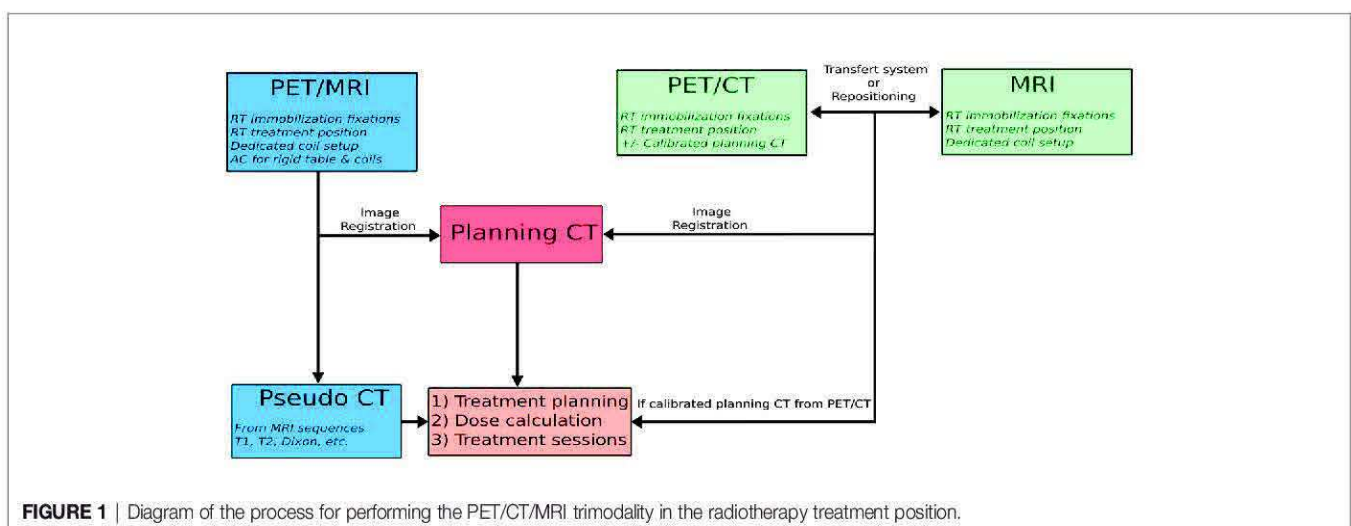 PET/MRI
RT immobilization fixations
RT treatment position
Dedicated coil setup
AC for rigid table & coils
PET/CT
RT immobilization fixations
RT treatment position
+/- Calibrated planning CT
Transfert system
or
Repositioning
MRI
RT immobilization fixations
RT treatment position
Dedicated coil setup
Image
Registration
Planning CT
Image
Registration
Pseudo CT
From MRI sequences
T1, T2, Dixon, etc.
1) Treatment planning
2) Dose calculation
3) Treatment sessions
If calibrated planning CT from PET/CT
FIGURE 1 | Diagram of the process for performing the PET/CT/MRI trimodality in the radiotherapy treatment position.